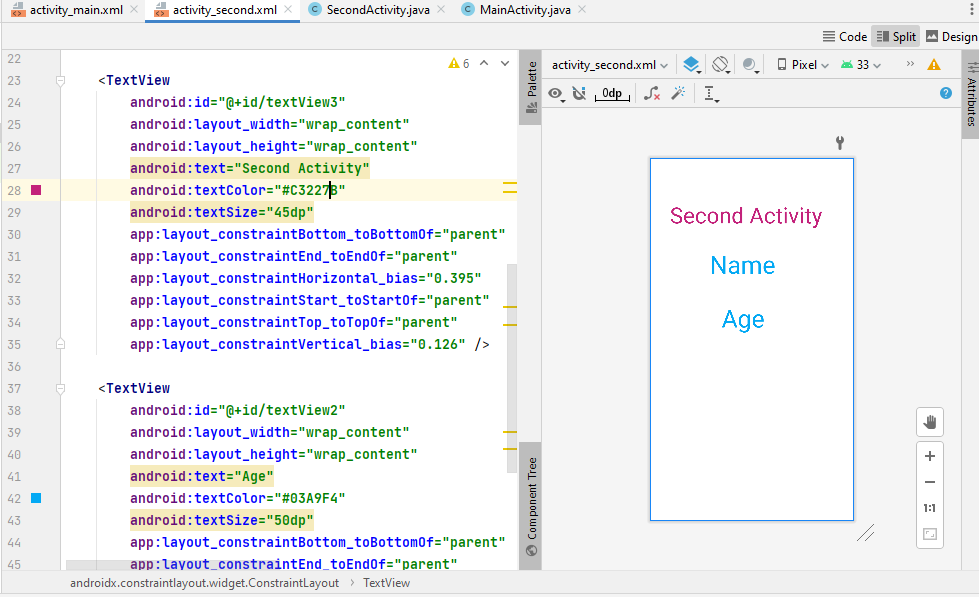 activity_main.xml activity_second.xml SecondActivity.java MainActivity.java
Code Split Design
activity_second.xml Pixel 33
0dp
6
Palette
Attributes
22
23 <TextView
24 android:id="@+id/textView3"
25 android:layout_width="wrap_content"
26 android:layout_height="wrap_content"
27 android:text="Second Activity"
28 android:textColor="#C3227B"
29 android:textSize="45dp"
30 app:layout_constraintBottom_toBottomOf="parent"
31 app:layout_constraintEnd_toEndOf="parent"
32 app:layout_constraintHorizontal_bias="0.395"
33 app:layout_constraintStart_toStartOf="parent"
34 app:layout_constraintTop_toTopOf="parent"
35 app:layout_constraintVertical_bias="0.126" />
36
37 <TextView
38 android:id="@+id/textView2"
39 android:layout_width="wrap_content"
40 android:layout_height="wrap_content"
41 android:text="Age"
42 android:textColor="#03A9F4"
43 android:textSize="50dp"
44 app:layout_constraintBottom_toBottomOf="parent"
45 app:layout_constraintEnd_toEndOf="parent"
Component Tree
Second Activity
Name
Age
1:1
androidx.constraintlayout.widget.ConstraintLayout TextView